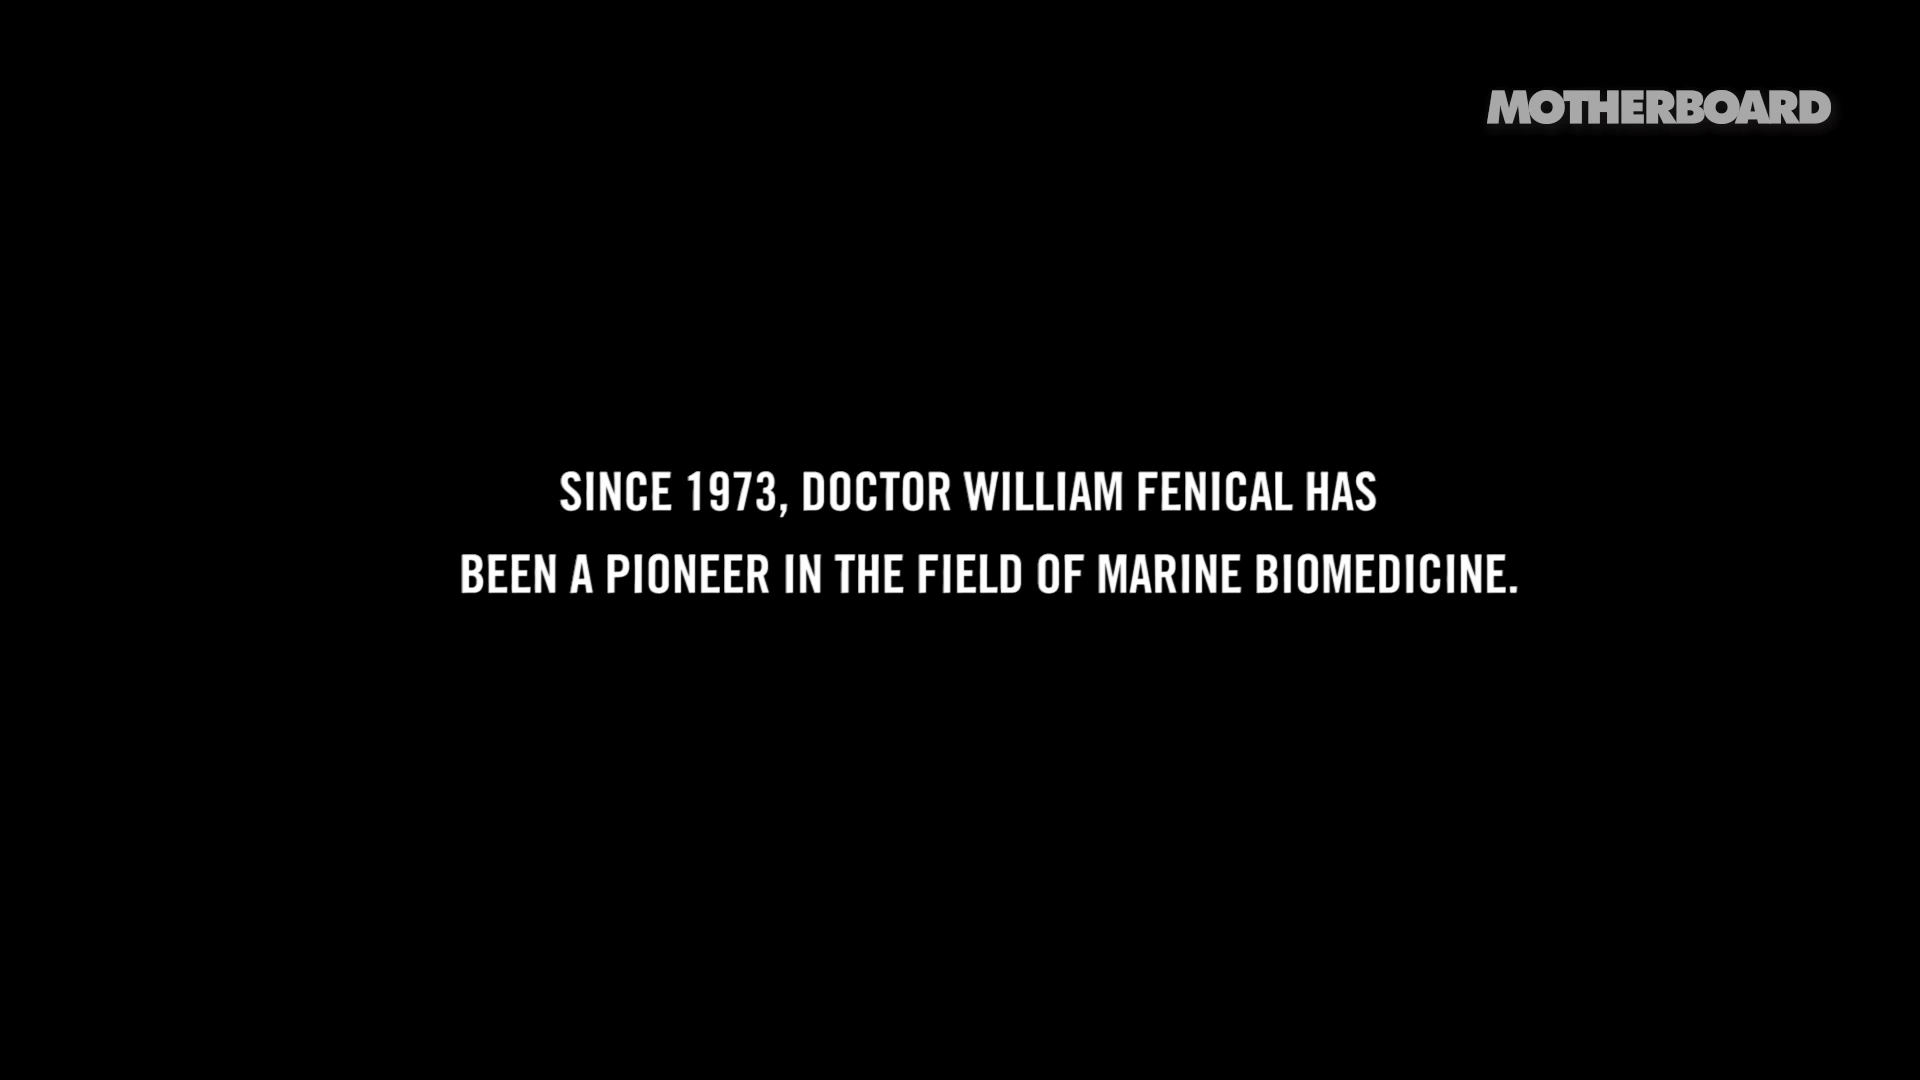 MOTHERBOARD
SINCE 1973, DOCTOR WILLIAM FENICAL HAS
BEEN A PIONEER IN THE FIELD OF MARINE BIOMEDICINE.